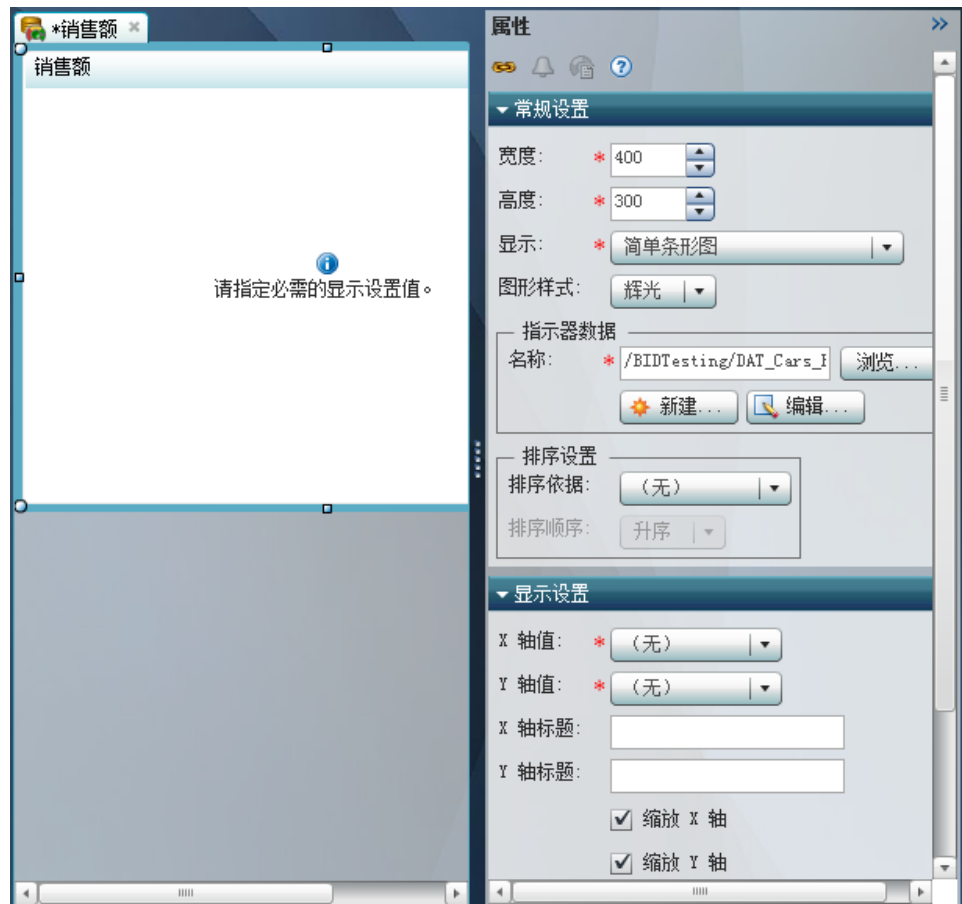 *销售额
销售额
请指定必需的显示设置值。
属性
常规设置
宽度: * 400
高度: * 300
显示: * 简单条形图
图形样式: 辉光
指示器数据
名称: * /BIDTesting/DAT_Cars_ 浏览...
新建... 编辑...
排序设置
排序依据: （无）
排序顺序: 升序
显示设置
X 轴值: * （无）
Y 轴值: * （无）
X 轴标题:
Y 轴标题:
缩放 X 轴
缩放 Y 轴